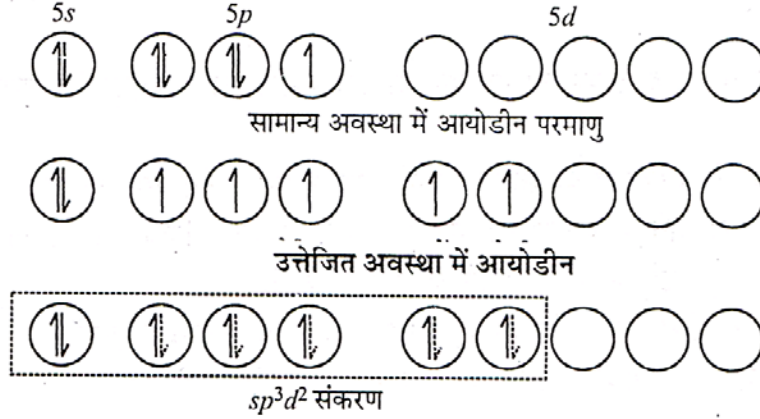 5s 5p 5d
सामान्य अवस्था में आयोडीन परमाणु
उत्तेजित अवस्था में आयोडीन
sp³d² संकरण